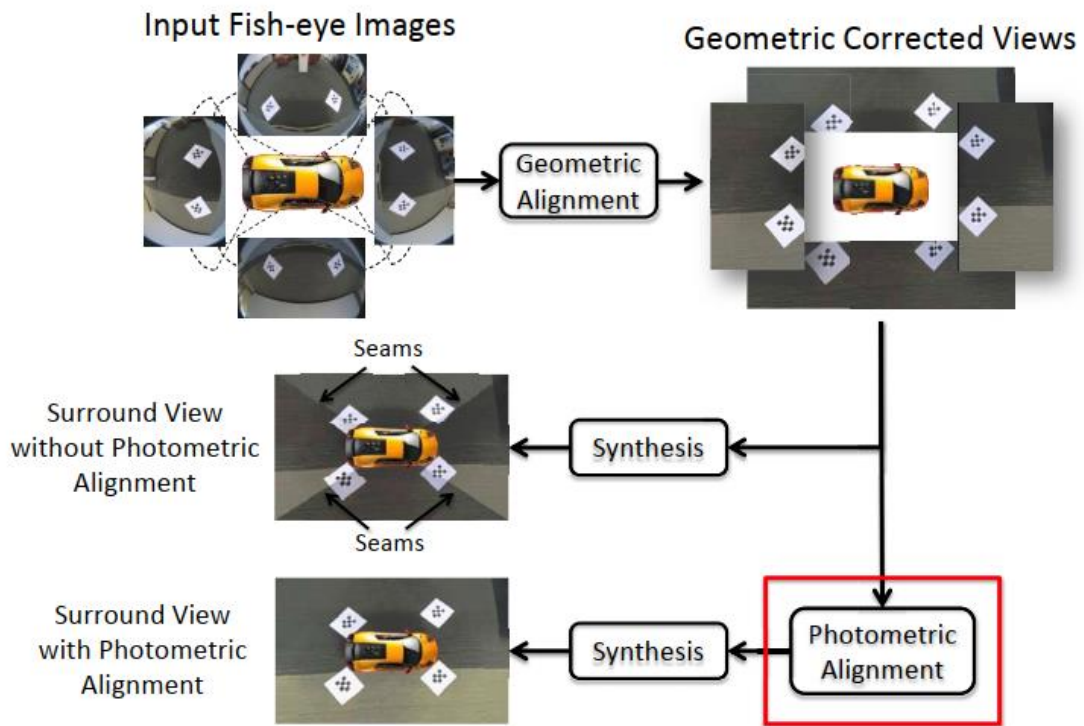 Input Fish-eye Images
Geometric Corrected Views
Geometric
Alignment
Seams
Surround View
without Photometric
Alignment
Synthesis
Seams
Surround View
with Photometric
Alignment
Synthesis
Photometric
Alignment